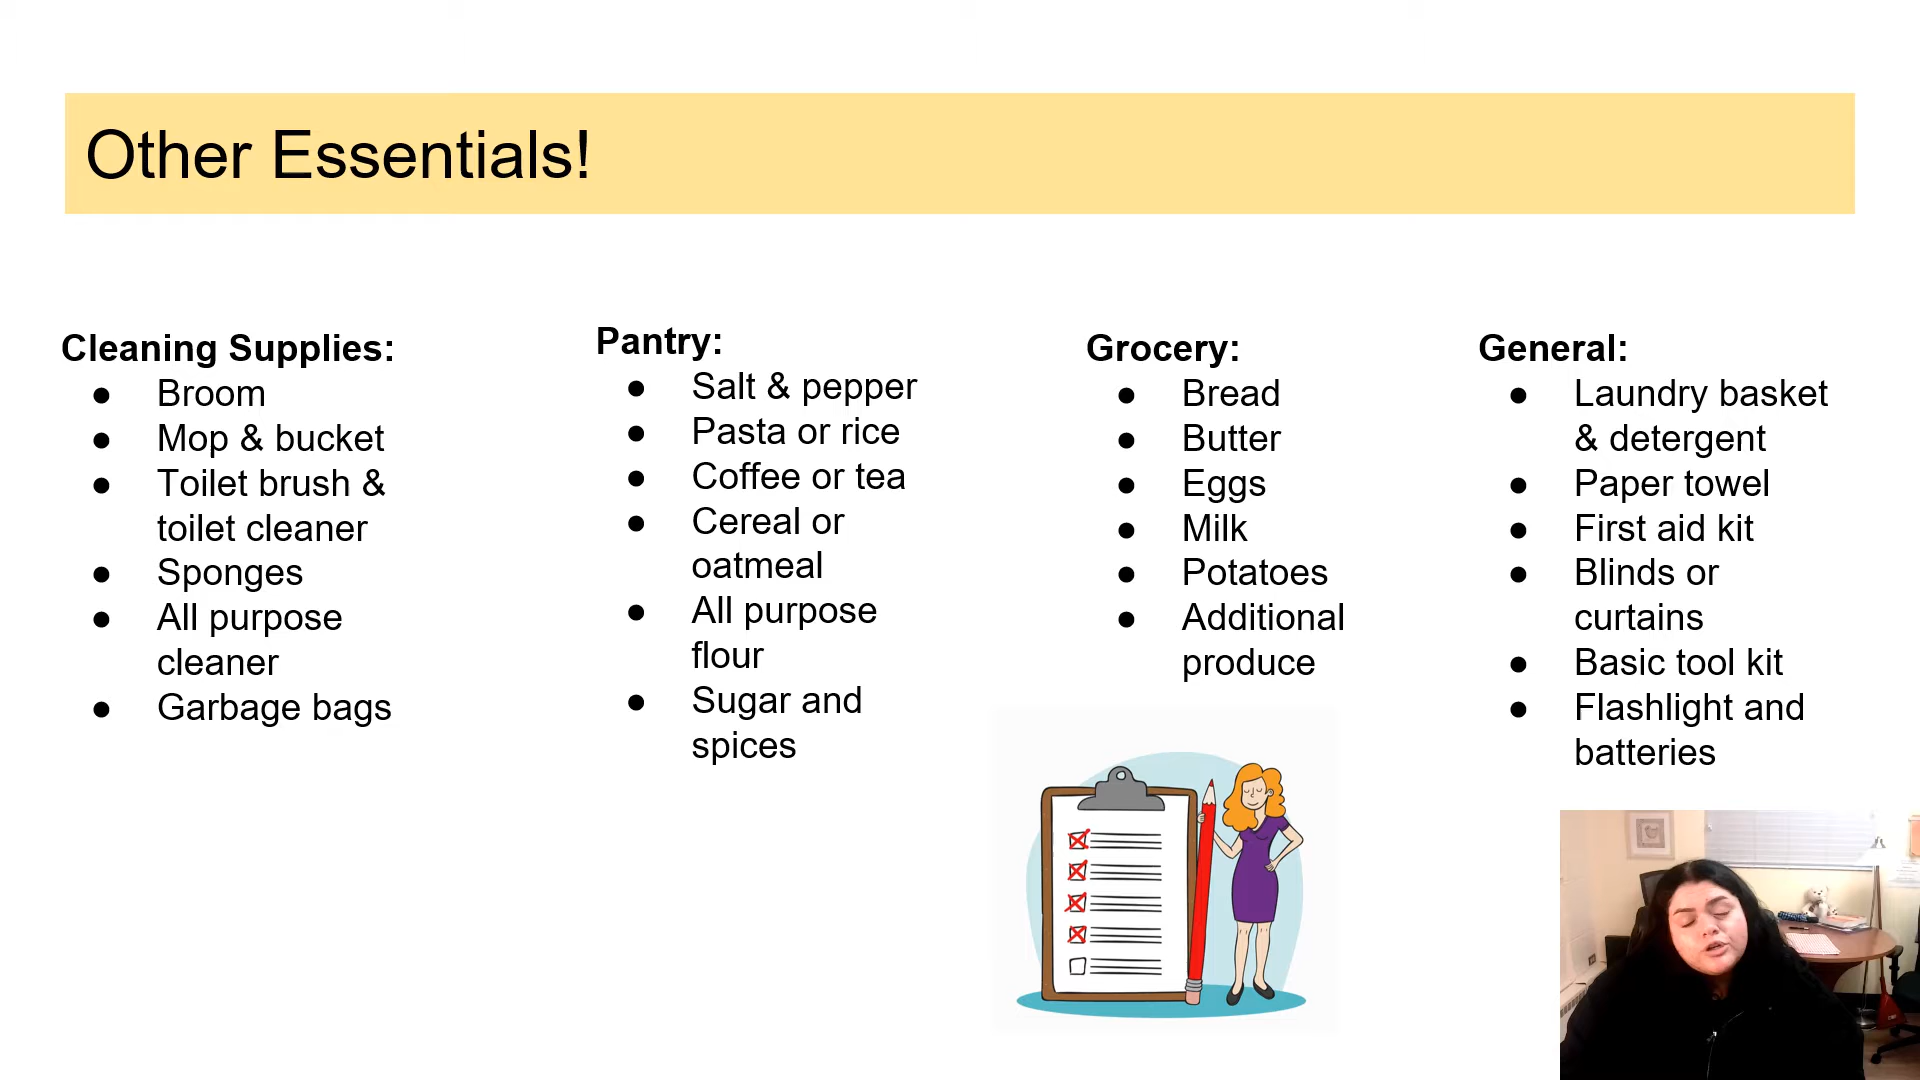 Other Essentials!
Cleaning Supplies:
● Broom
● Mop & bucket
● Toilet brush &
toilet cleaner
● Sponges
● All purpose
cleaner
● Garbage bags
Pantry:
● Salt & pepper
● Pasta or rice
● Coffee or tea
● Cereal or
oatmeal
● All purpose
flour
● Sugar and
spices
Grocery:
● Bread
● Butter
● Eggs
● Milk
● Potatoes
● Additional
produce
General:
● Laundry basket
& detergent
● Paper towel
● First aid kit
● Blinds or
curtains
● Basic tool kit
● Flashlight and
batteries